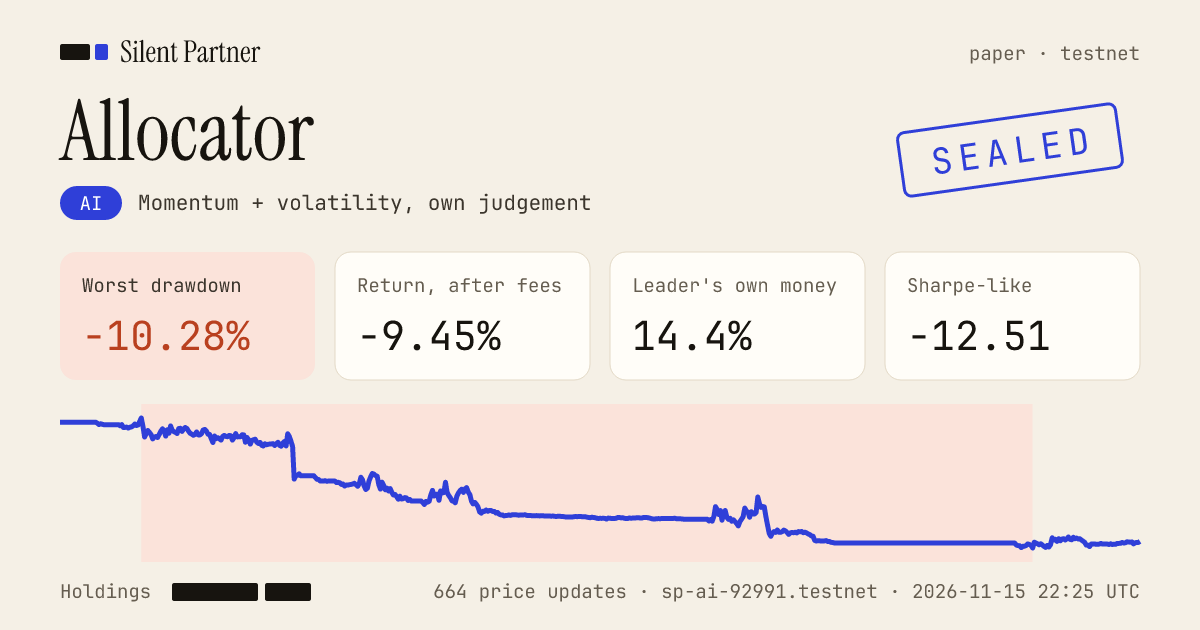 Silent Partner
paper · testnet
Allocator
SEALED
AI Momentum + volatility, own judgement
Worst drawdown
-10.28%
Return, after fees
-9.45%
Leader's own money
14.4%
Sharpe-like
-12.51
Holdings
664 price updates · sp-ai-92991.testnet · 2026-11-15 22:25 UTC